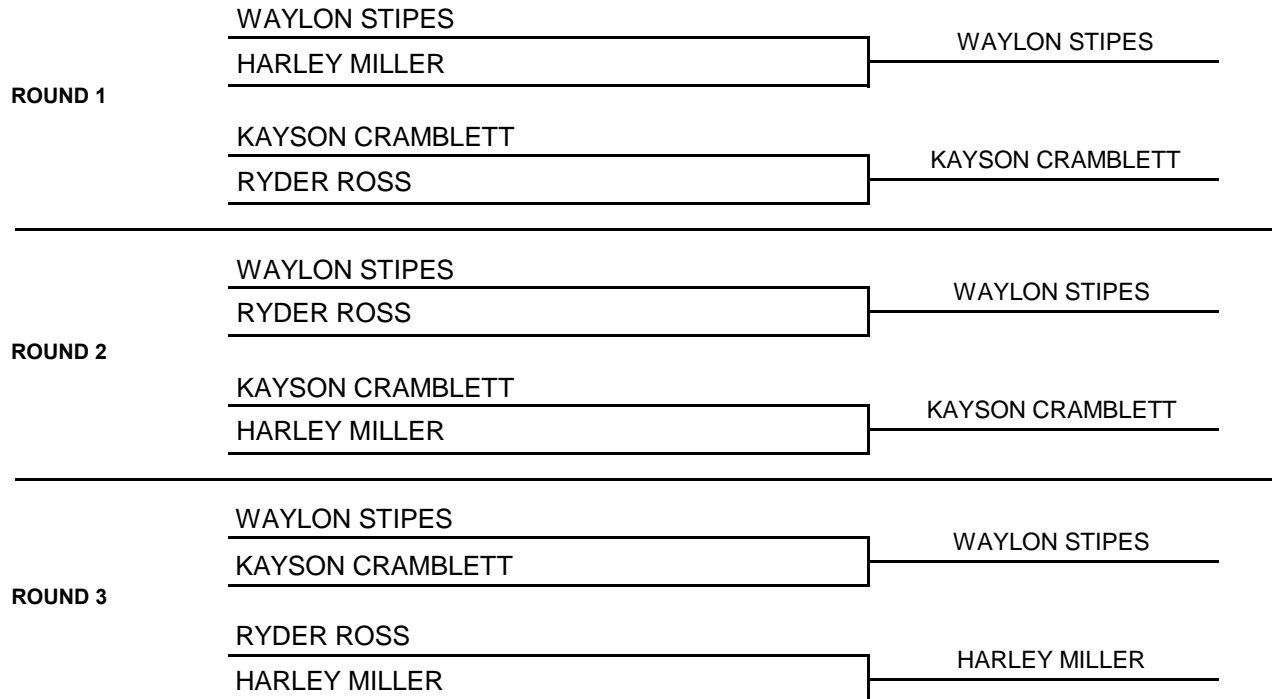 WAYLON STIPES
WAYLON STIPES
HARLEY MILLER
ROUND 1
KAYSON CRAMBLETT
KAYSON CRAMBLETT
RYDER ROSS
WAYLON STIPES
WAYLON STIPES
RYDER ROSS
ROUND 2
KAYSON CRAMBLETT
KAYSON CRAMBLETT
HARLEY MILLER
WAYLON STIPES
WAYLON STIPES
KAYSON CRAMBLETT
ROUND 3
RYDER ROSS
HARLEY MILLER
HARLEY MILLER